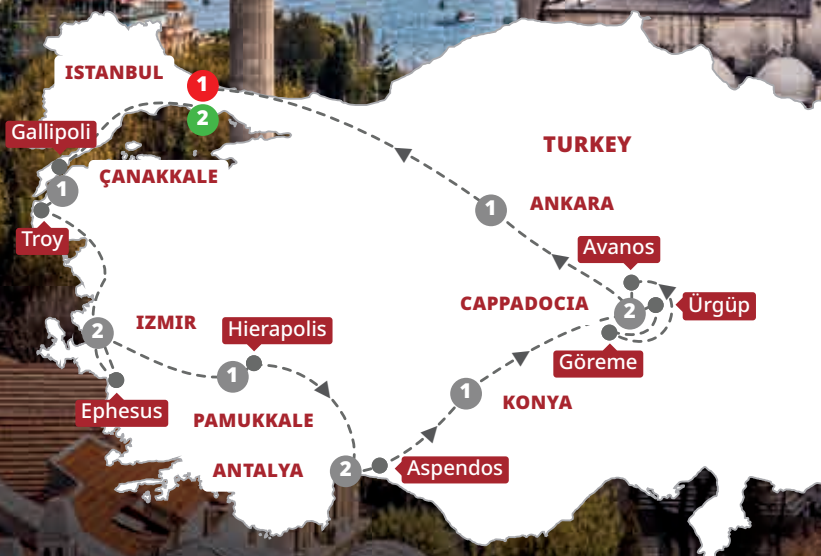 ISTANBUL
1
2
Gallipoli
TURKEY
ÇANAKKALE
1
ANKARA
1
Troy
Avanos
CAPPADOCIA
2
Ürgüp
IZMIR
2
Hierapolis
Göreme
1
KONYA
1
Ephesus
PAMUKKALE
ANTALYA
2
Aspendos